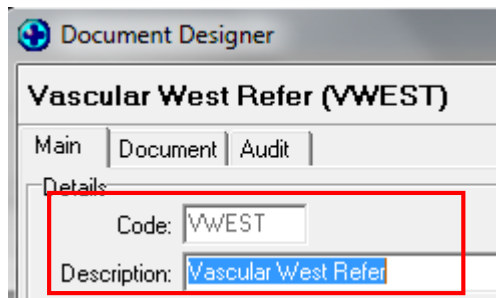 Document Designer
Vascular West Refer (VWEST)
Main Document Audit
Details
Code: VWEST
Description: Vascular West Refer